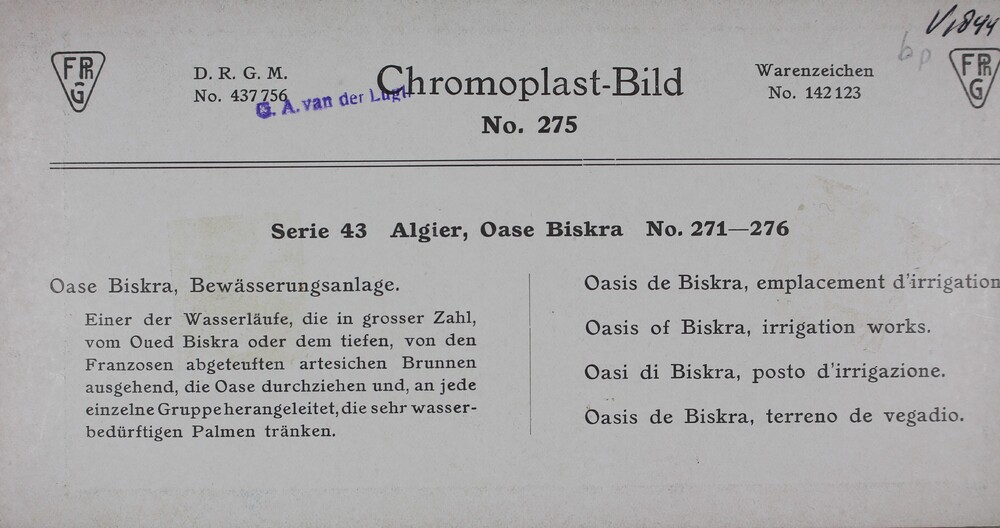 V1844
bp
FPh
G
D. R. G. M.
No. 437756
G. A. van der Lugt.
Chromoplast-Bild
No. 275
Warenzeichen
No. 142123
FPh
G
Serie 43 Algier, Oase Biskra No. 271—276
Oase Biskra, Bewässerungsanlage.
Einer der Wasserläufe, die in grosser Zahl,
vom Oued Biskra oder dem tiefen, von den
Franzosen abgeteuften artesichen Brunnen
ausgehend, die Oase durchziehen und, an jede
einzelne Gruppe herangeleitet, die sehr wasser-
bedürftigen Palmen tränken.
Oasis de Biskra, emplacement d'irrigation
Oasis of Biskra, irrigation works.
Oasi di Biskra, posto d'irrigazione.
Oasis de Biskra, terreno de vegadio.